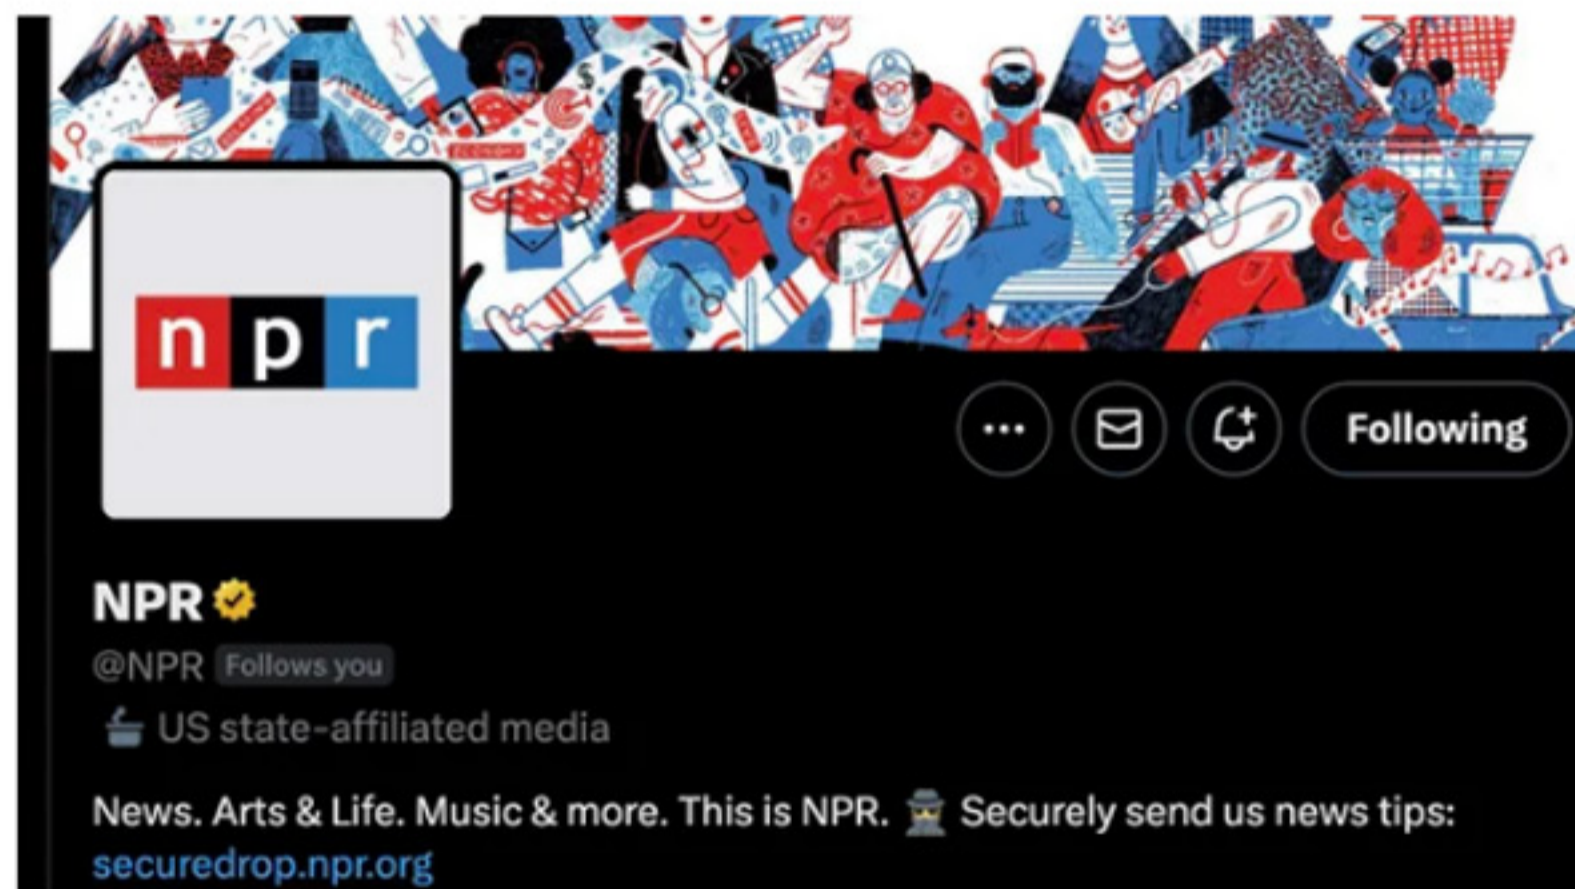 $
ECONOMY
npr
Following
NPR
@NPR Follows you
US state-affiliated media
News. Arts & Life. Music & more. This is NPR. Securely send us news tips:
securedrop.npr.org